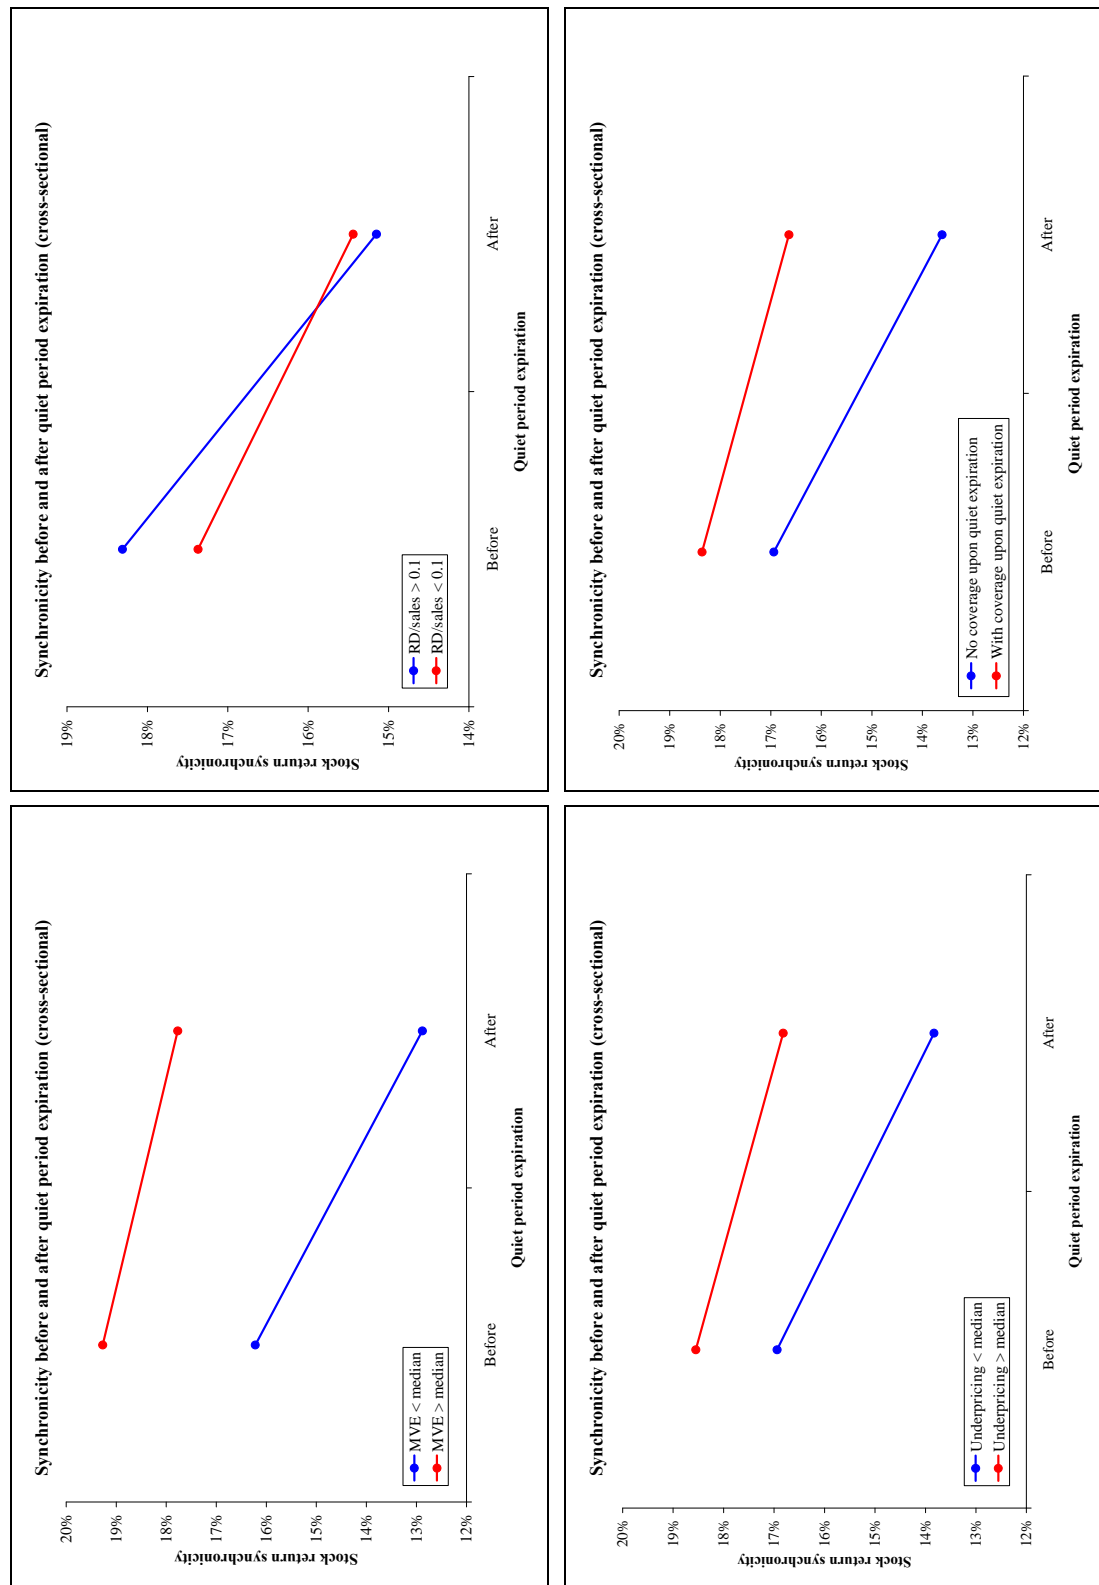 Synchronicity before and after quiet period expiration (cross-sectional)
20%
19%
18%
17%
16%
15%
14%
13%
12%
Stock return synchronicity
MVE < median
MVE > median
Before
After
Quiet period expiration
Synchronicity before and after quiet period expiration (cross-sectional)
19%
18%
17%
16%
15%
14%
Stock return synchronicity
RD/sales > 0.1
RD/sales < 0.1
Before
After
Quiet period expiration
Synchronicity before and after quiet period expiration (cross-sectional)
20%
19%
18%
17%
16%
15%
14%
13%
12%
Stock return synchronicity
Underpricing < median
Underpricing > median
Before
After
Quiet period expiration
Synchronicity before and after quiet period expiration (cross-sectional)
20%
19%
18%
17%
16%
15%
14%
13%
12%
Stock return synchronicity
No coverage upon quiet expiration
With coverage upon quiet expiration
Before
After
Quiet period expiration